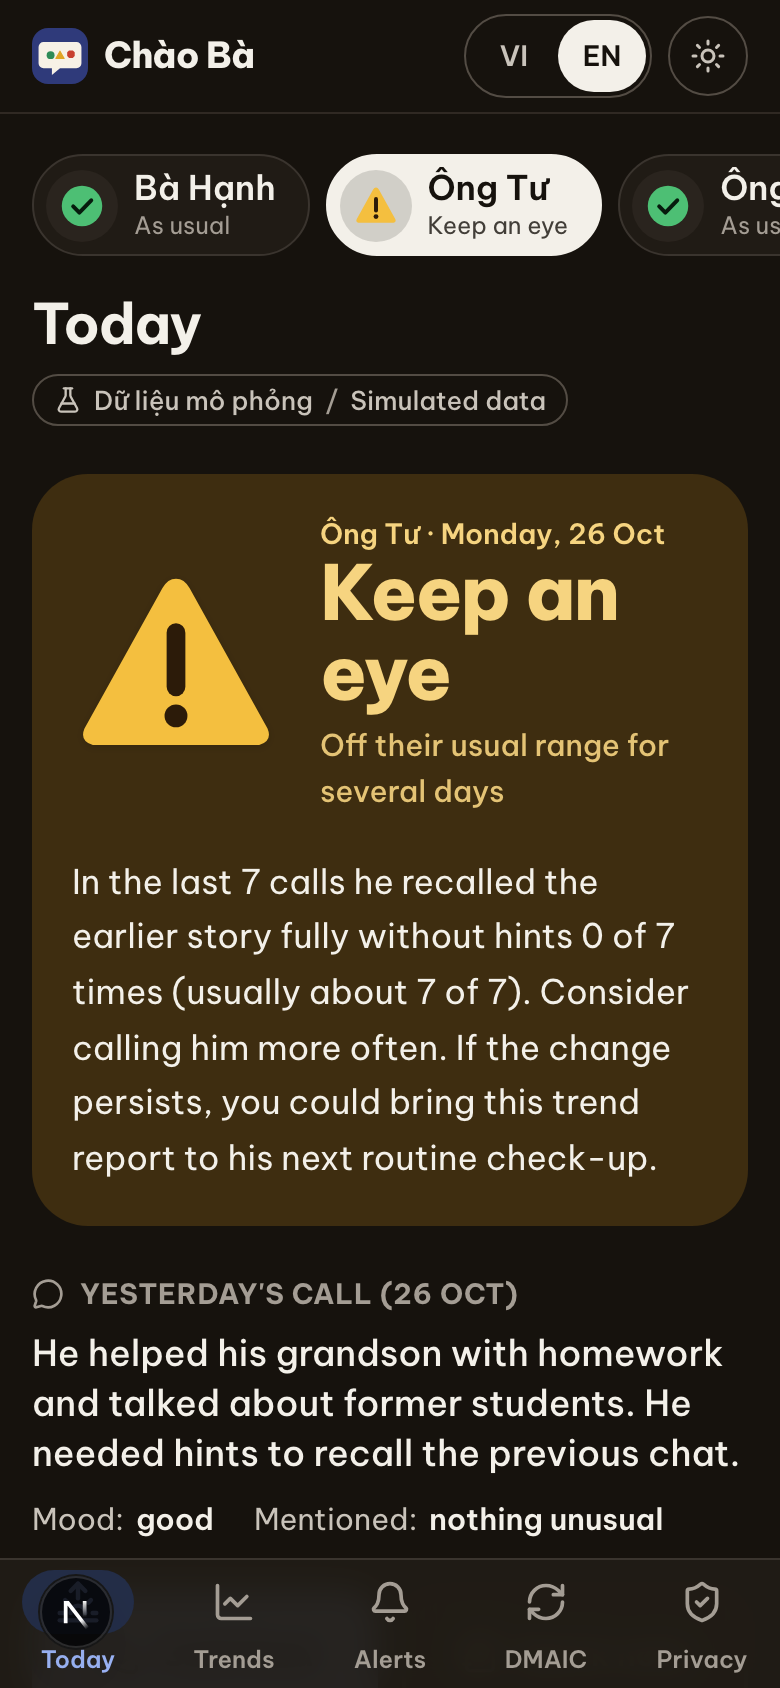 Chào Bà
VI
EN
Bà Hạnh
As usual
Ông Tư
Keep an eye
Today
Dữ liệu mô phỏng / Simulated data
Ông Tư · Monday, 26 Oct
Keep an
eye
Off their usual range for
several days
In the last 7 calls he recalled the
earlier story fully without hints 0 of 7
times (usually about 7 of 7). Consider
calling him more often. If the change
persists, you could bring this trend
report to his next routine check-up.
YESTERDAY'S CALL (26 OCT)
He helped his grandson with homework
and talked about former students. He
needed hints to recall the previous chat.
Mood: good Mentioned: nothing unusual
N
Today
Trends
Alerts
DMAIC
Privacy